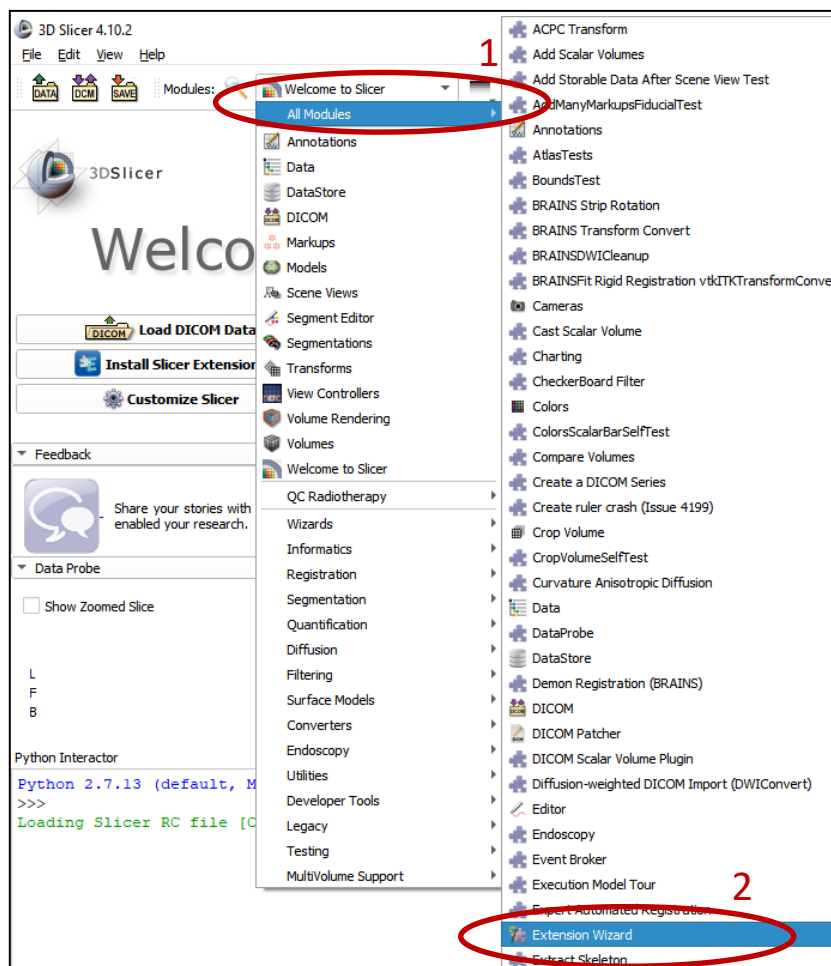 3D Slicer 4.10.2
File Edit View Help
1
DATA DCM SAVE Modules: Welcome to Slicer
3DSlicer
Welco
DICOM Load DICOM Data
Install Slicer Extension
Customize Slicer
Feedback
Share your stories with
enabled your research.
Data Probe
Show Zoomed Slice
L
F
B
Python Interactor
Python 2.7.13 (default, M
>>>
Loading Slicer RC file [C
All Modules
Annotations
Data
DataStore
DICOM
Markups
Models
Scene Views
Segment Editor
Segmentations
Transforms
View Controllers
Volume Rendering
Volumes
Welcome to Slicer
QC Radiotherapy
Wizards
Informatics
Registration
Segmentation
Quantification
Diffusion
Filtering
Surface Models
Converters
Endoscopy
Utilities
Developer Tools
Legacy
Testing
MultiVolume Support
ACPC Transform
Add Scalar Volumes
Add Storable Data After Scene View Test
AddManyMarkupsFiducialTest
Annotations
AtlasTests
BoundsTest
BRAINS Strip Rotation
BRAINS Transform Convert
BRAINSDWICleanup
BRAINSFit Rigid Registration vtkITKTransformConve
Cameras
Cast Scalar Volume
Charting
CheckerBoard Filter
Colors
ColorsScalarBarSelfTest
Compare Volumes
Create a DICOM Series
Create ruler crash (Issue 4199)
Crop Volume
CropVolumeSelfTest
Curvature Anisotropic Diffusion
Data
DataProbe
DataStore
Demon Registration (BRAINS)
DICOM
DICOM Patcher
DICOM Scalar Volume Plugin
Diffusion-weighted DICOM Import (DWIConvert)
Editor
Endoscopy
Event Broker
Execution Model Tour
2
Expert Automated Registration
Extension Wizard
Extract Skeleton